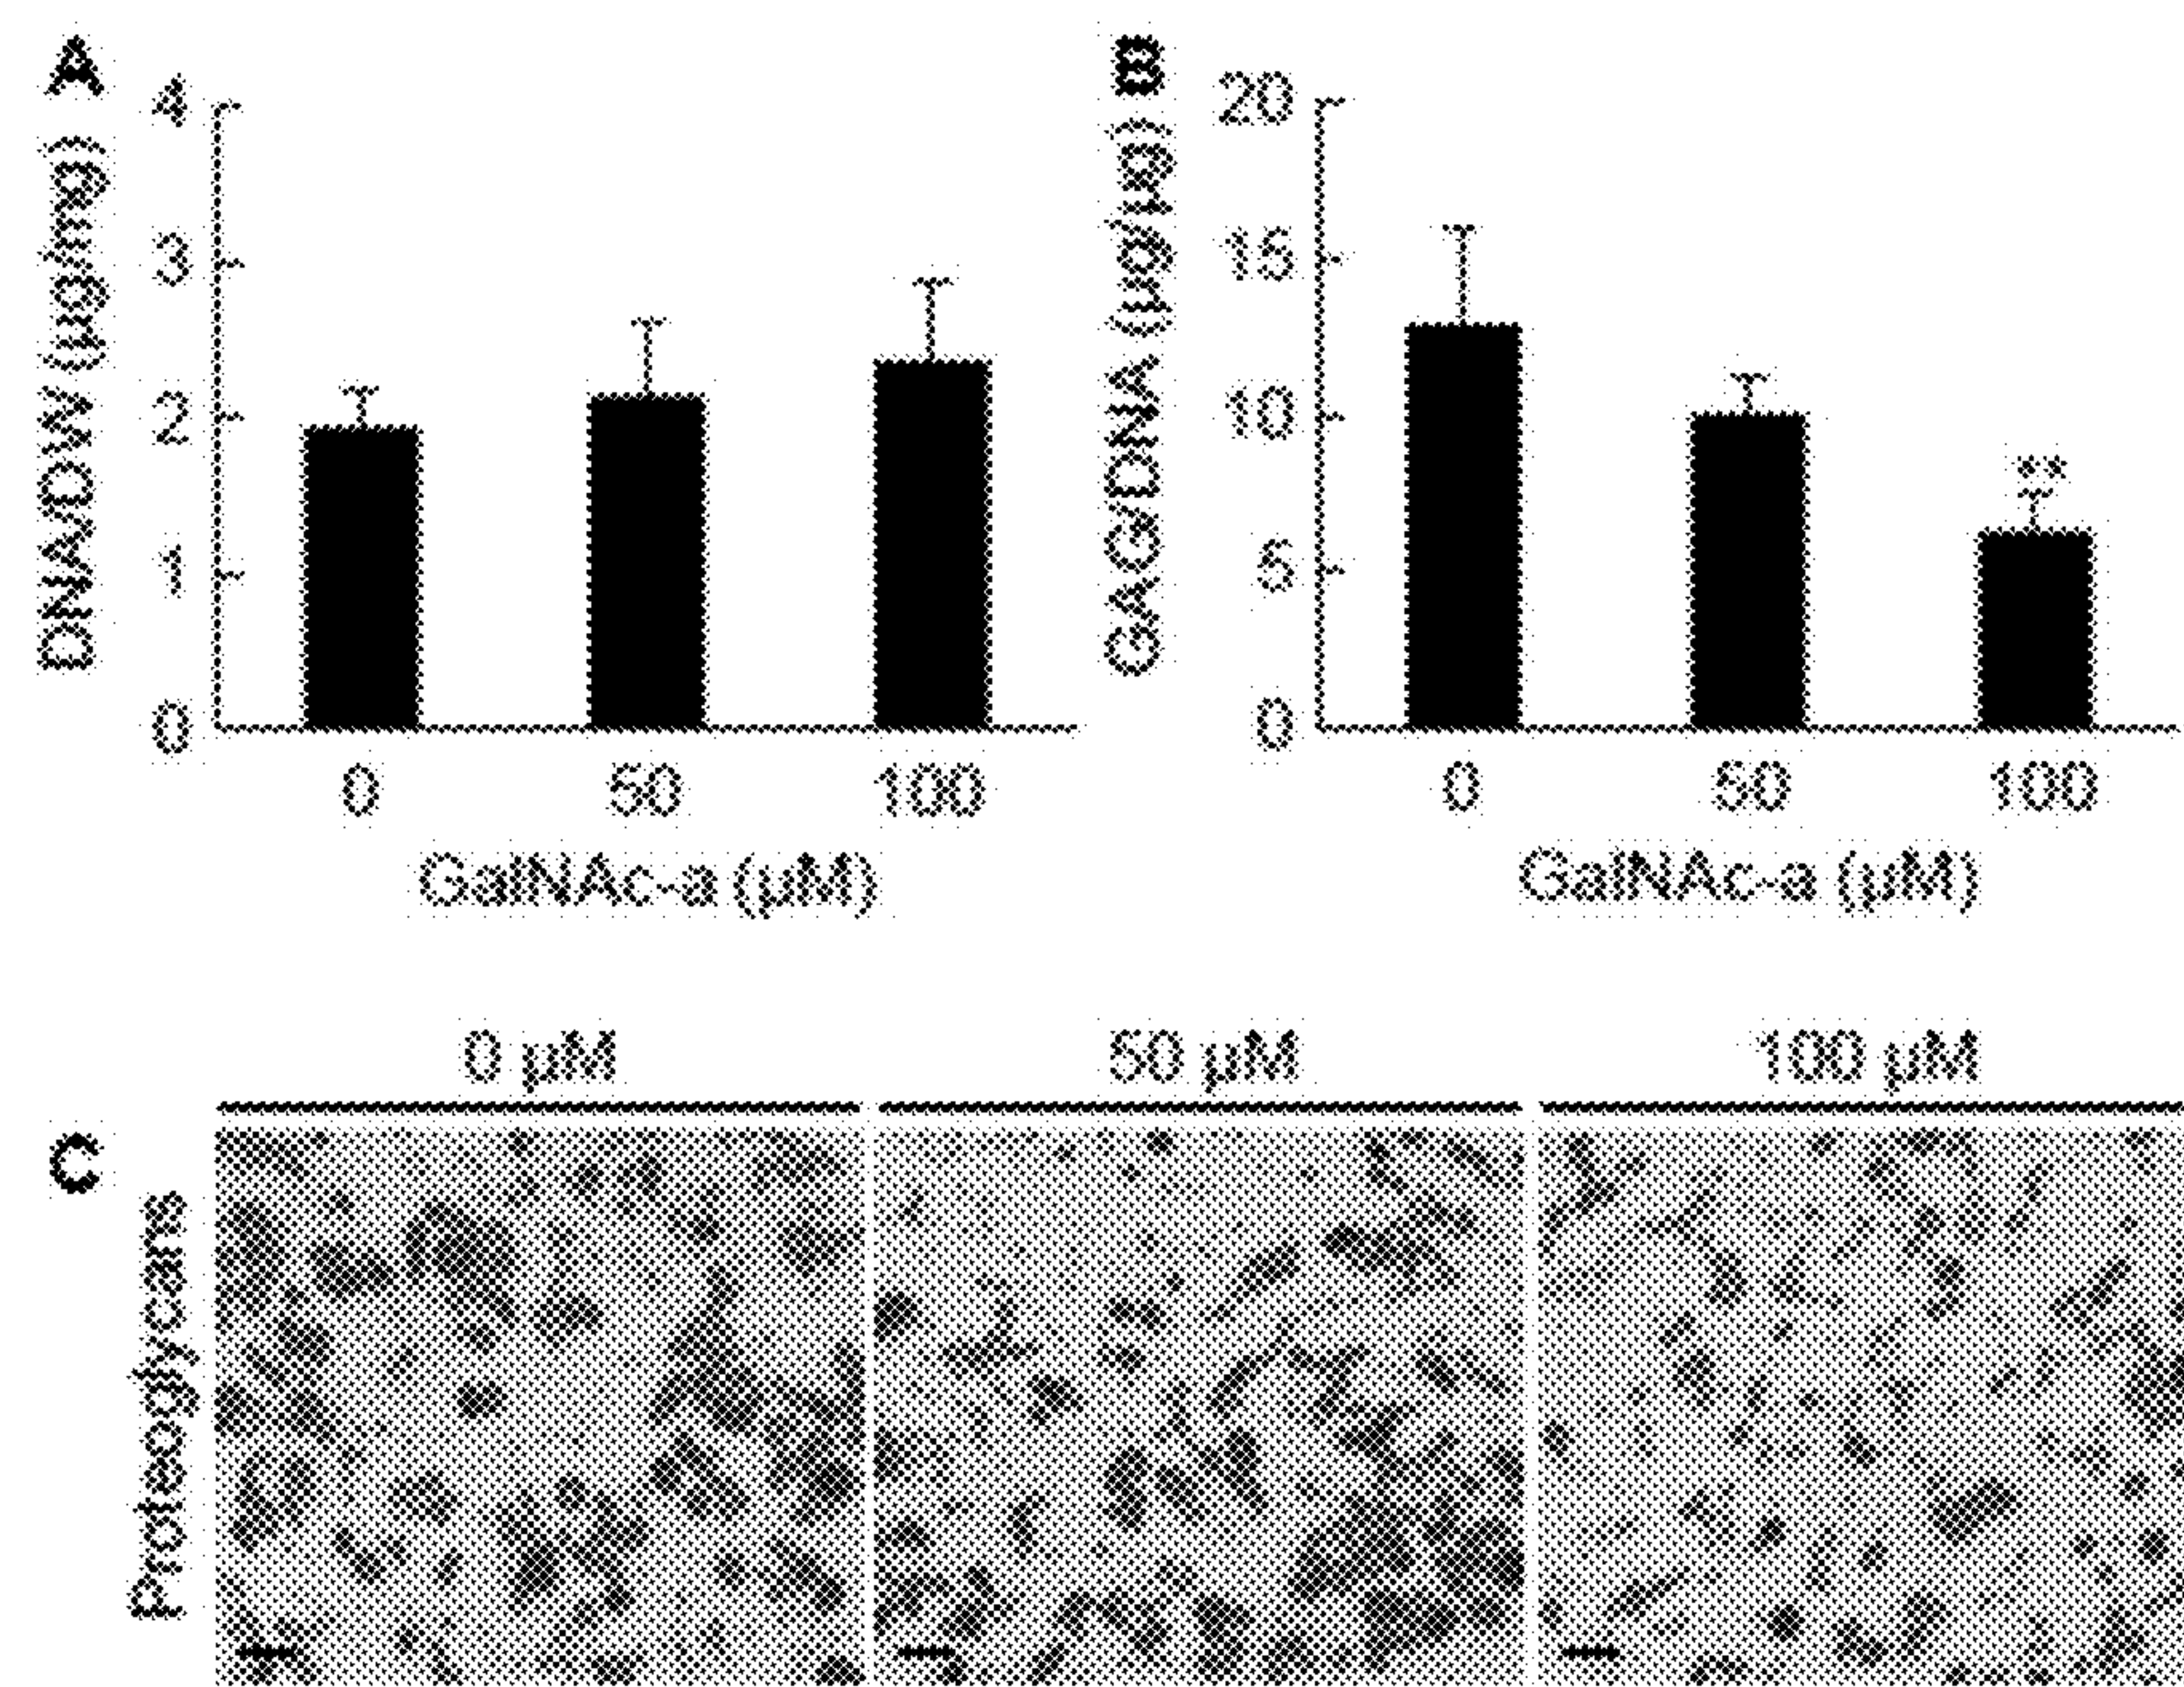 A
DNA/DW (µg/mg)
4
3
2
1
0
0 50 100
GalNAc-a (µM)
B
GAG/DNA (µg/µg)
20
15
10
5
0
**
0 50 100
GalNAc-a (µM)
0 µM 50 µM 100 µM
C
Proteoglycans